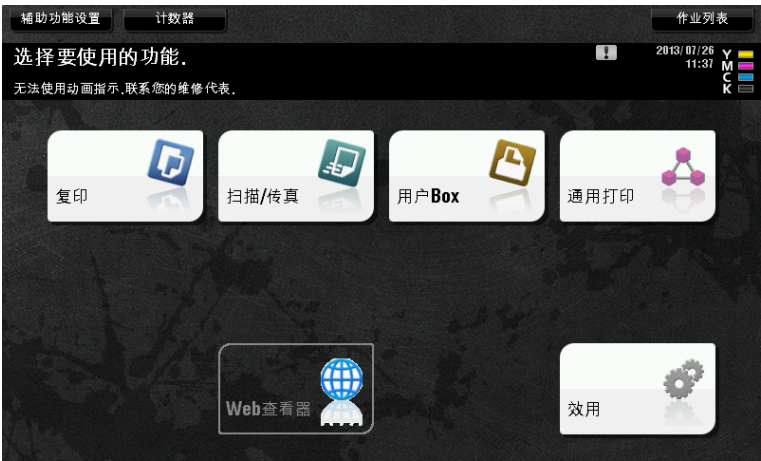 辅助功能设置
计数器
作业列表
选择要使用的功能.
无法使用动画指示.联系您的维修代表.
2013/07/26
11:37
Y
M
C
K
复印
扫描/传真
用户Box
通用打印
Web查看器
效用